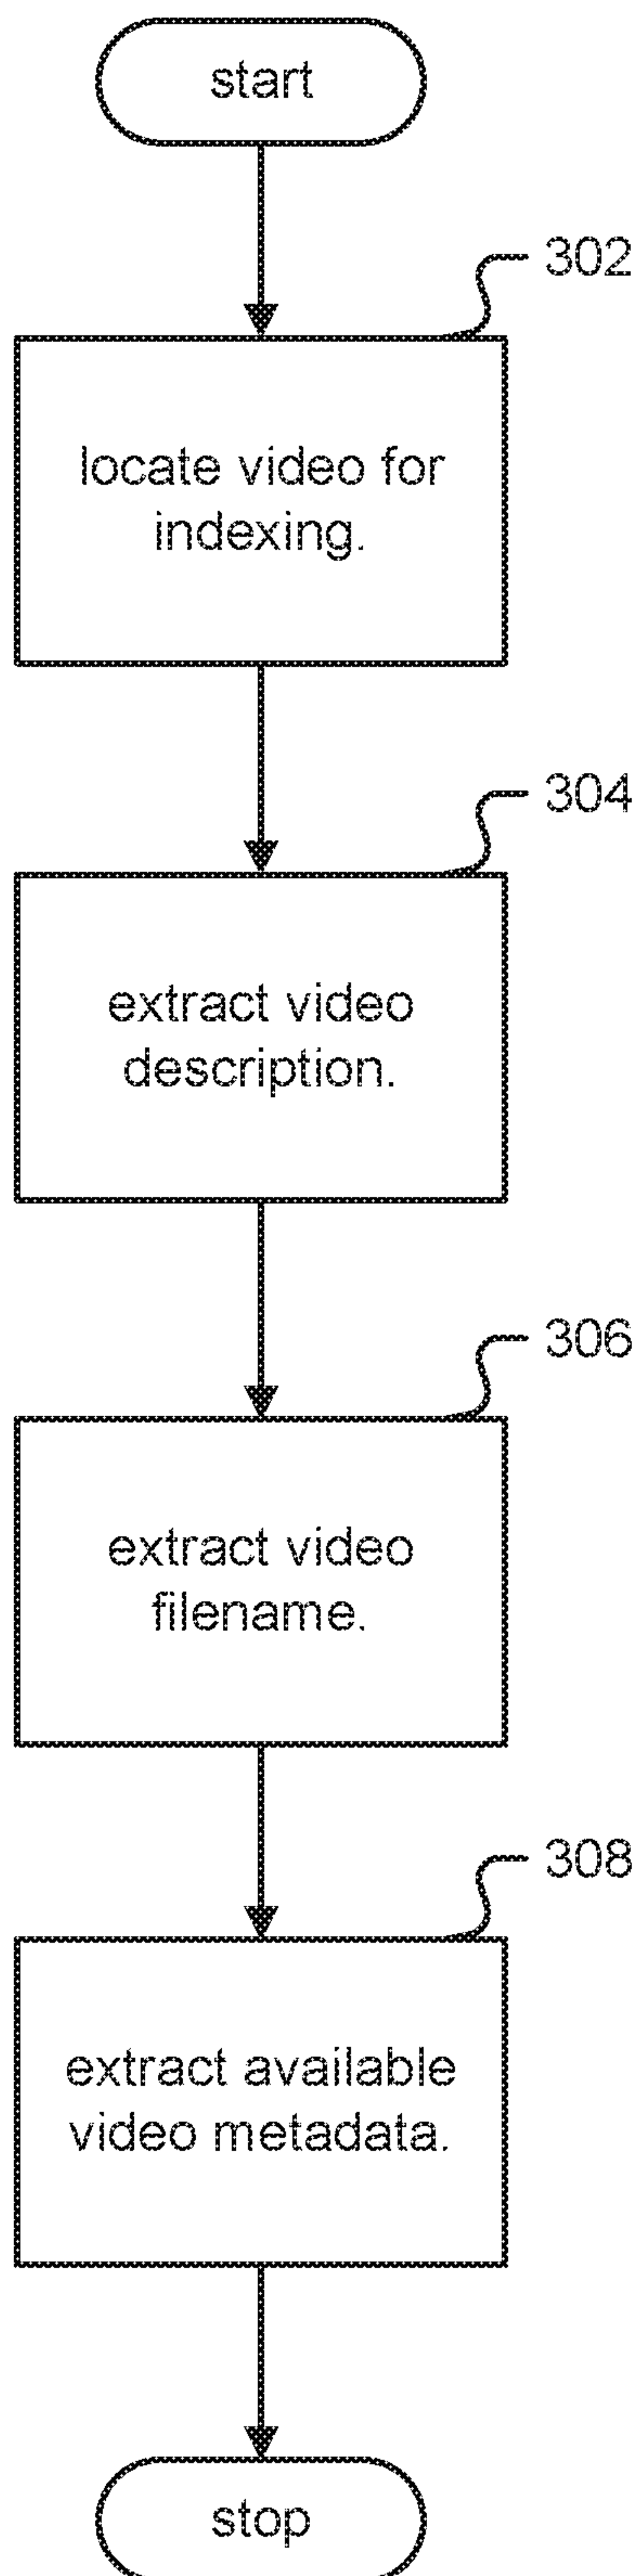 start
302
locate video for
indexing.
304
extract video
description.
306
extract video
filename.
308
extract available
video metadata.
stop